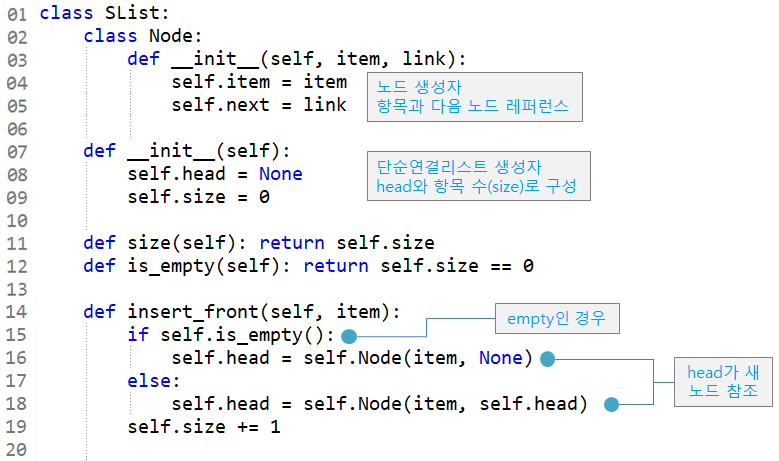 01 class SList:
02     class Node:
03         def __init__(self, item, link):
04             self.item = item
05             self.next = link
노드 생성자
항목과 다음 노드 레퍼런스
06
07     def __init__(self):
08         self.head = None
09         self.size = 0
단순연결리스트 생성자
head와 항목 수(size)로 구성
10
11     def size(self): return self.size
12     def is_empty(self): return self.size == 0
13
14     def insert_front(self, item):
15         if self.is_empty():
empty인 경우
16             self.head = self.Node(item, None)
17         else:
18             self.head = self.Node(item, self.head)
head가 새
노드 참조
19         self.size += 1
20